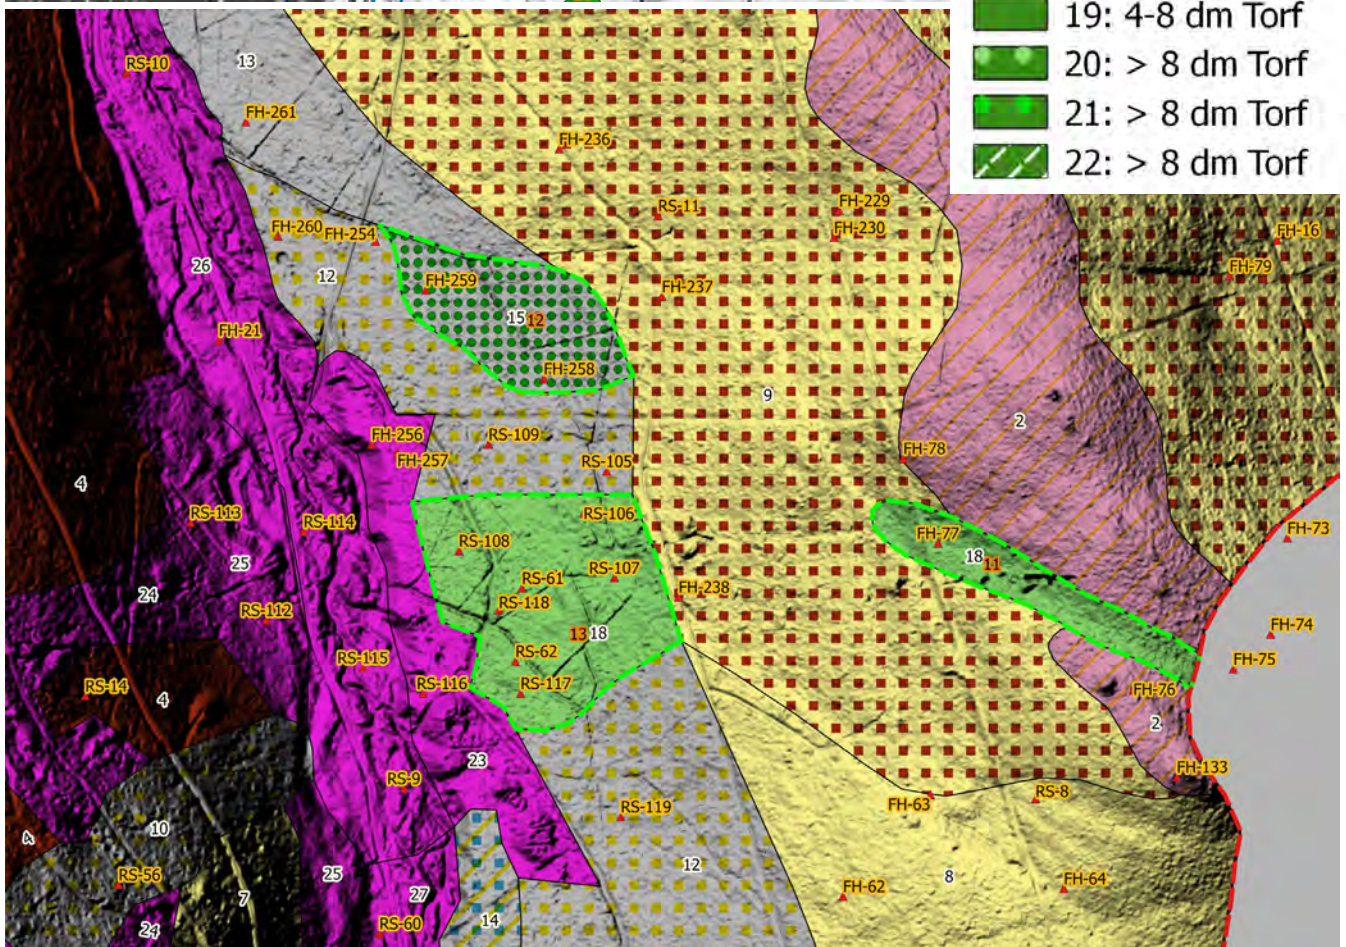 19: 4-8 dm Torf
20: > 8 dm Torf
21: > 8 dm Torf
22: > 8 dm Torf
RS-10
13
FH-261
FH-236
RS-11
FH-229
FH-230
FH-16
FH-79
FH-260
FH-254
26
12
FH-259
FH-237
15 12
FH-21
FH-258
9
2
FH-256
RS-109
FH-257
RS-105
FH-78
4
RS-113
RS-114
RS-106
FH-73
RS-108
FH-77
18 11
25
RS-61
RS-107
24
RS-118
FH-238
RS-112
13 18
FH-74
RS-62
RS-115
FH-75
RS-14
4
RS-116
RS-117
FH-76
2
23
FH-133
RS-9
FH-63
RS-8
RS-119
10
4
12
RS-56
25
8
FH-62
FH-64
7
27
14
24
RS-60